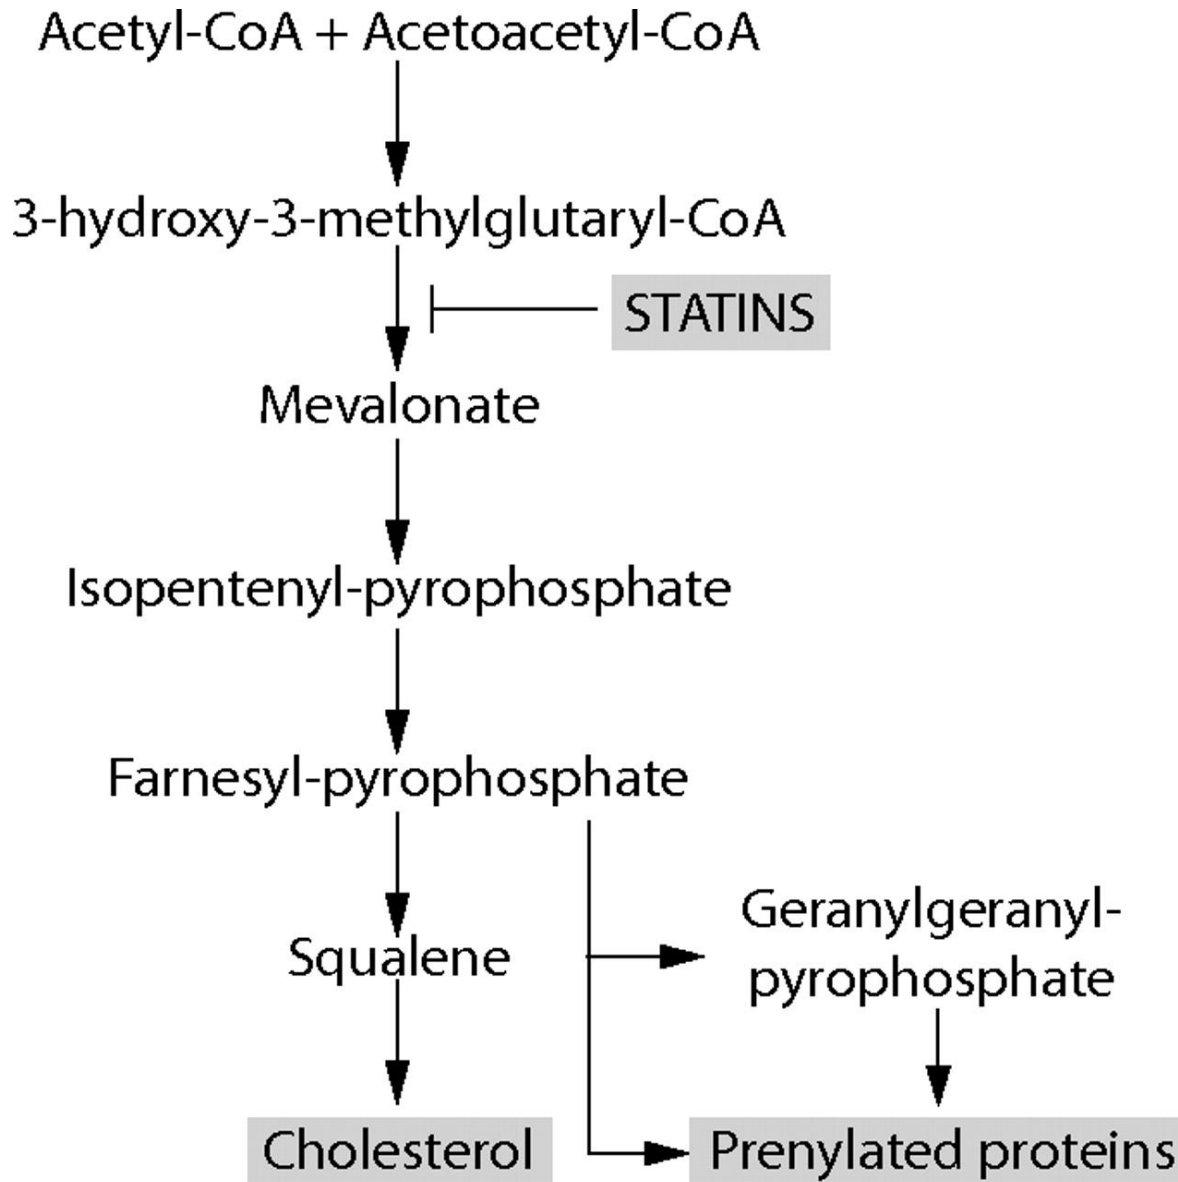 Acetyl-CoA + Acetoacetyl-CoA
3-hydroxy-3-methylglutaryl-CoA
STATINS
Mevalonate
Isopentenyl-pyrophosphate
Farnesyl-pyrophosphate
Squalene
Geranylgeranyl-
pyrophosphate
Cholesterol
Prenylated proteins